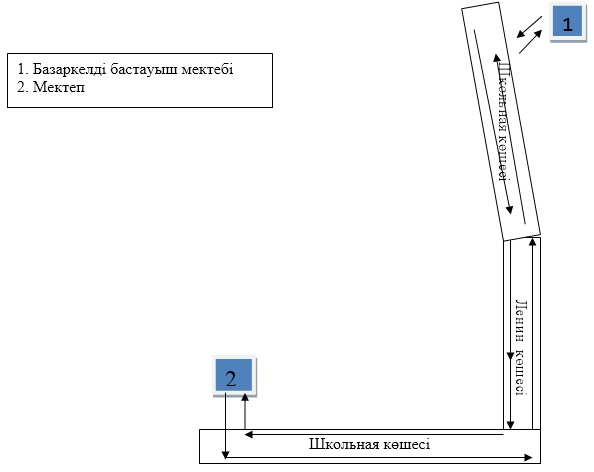 1
1. Базаркелді бастауыш мектебі
2. Мектеп
Школьная көшесі
Ленин көшесі
2
Школьная көшесі